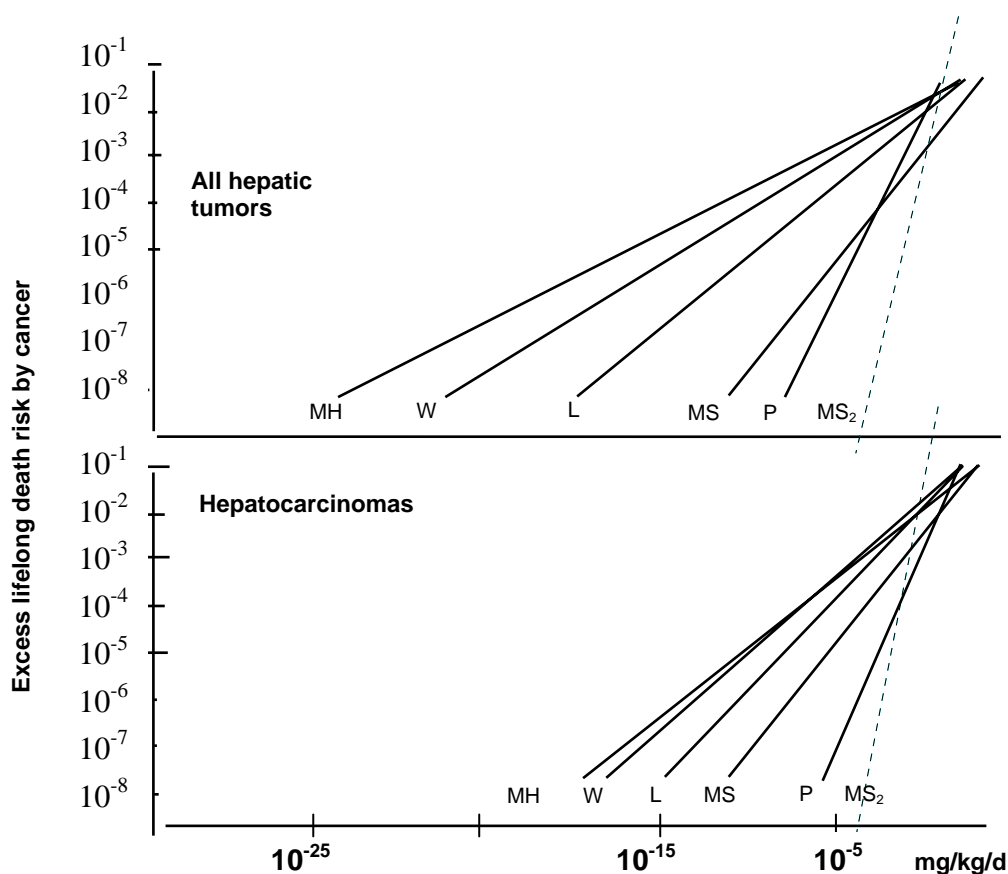 Excess lifelong death risk by cancer
10⁻¹
10⁻²
10⁻³
10⁻⁴
10⁻⁵
10⁻⁶
10⁻⁷
10⁻⁸
All hepatic
tumors
MH W L MS P MS₂
10⁻¹
10⁻²
10⁻³
10⁻⁴
10⁻⁵
10⁻⁶
10⁻⁷
10⁻⁸
Hepatocarcinomas
MH W L MS P MS₂
10⁻²⁵ 10⁻¹⁵ 10⁻⁵ mg/kg/d